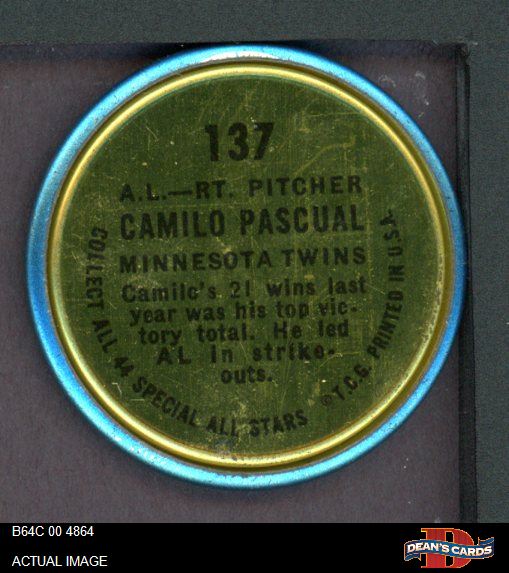 137
A.L.—RT. PITCHER
CAMILO PASCUAL
MINNESOTA TWINS
Camilo's 21 wins last
year was his top vic-
tory total. He led
AL in strike-
outs.
COLLECT ALL 44 SPECIAL ALL STARS ©T.C.G. PRINTED IN U.S.A.
B64C 00 4864
ACTUAL IMAGE
D
DEAN'S CARDS